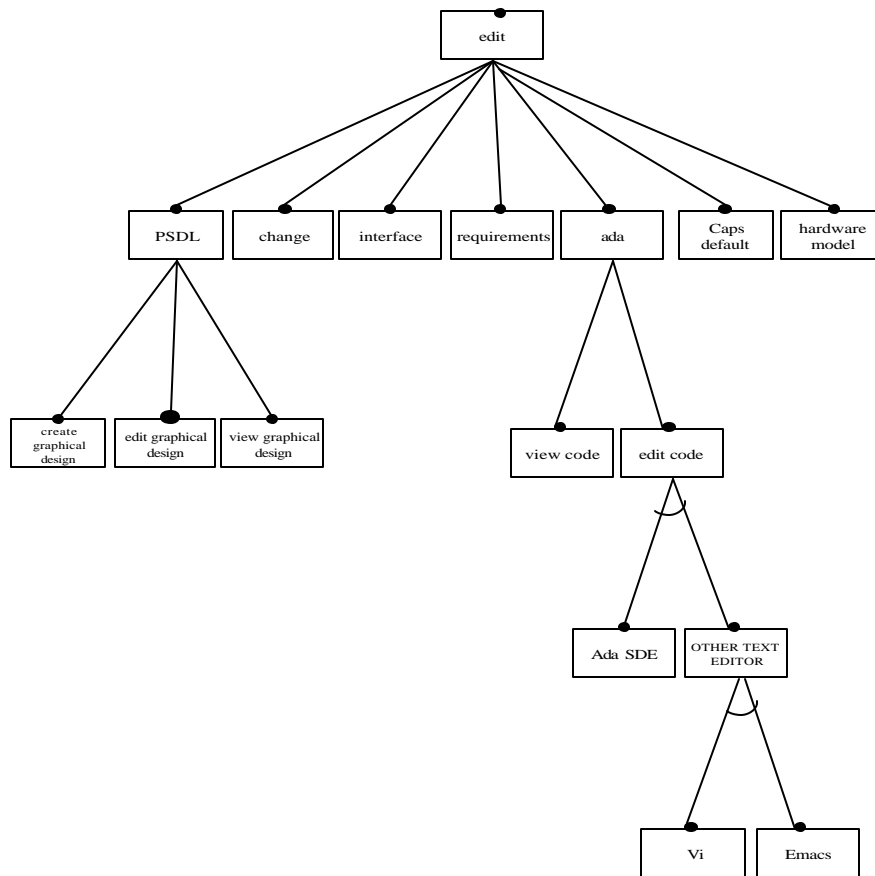 edit
PSDL
change
interface
requirements
ada
Caps
default
hardware
model
create
graphical
design
edit graphical
design
view graphical
design
view code
edit code
Ada SDE
OTHER TEXT
EDITOR
Vi
Emacs